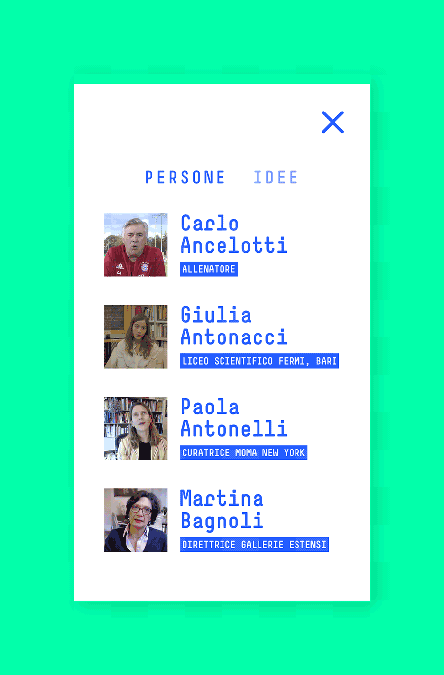 PERSONE IDEE
Carlo
Ancelotti
ALLENATORE
Giulia
Antonacci
LICEO SCIENTIFICO FERMI, BARI
Paola
Antonelli
CURATRICE MOMA NEW YORK
Martina
Bagnoli
DIRETTRICE GALLERIE ESTENSI